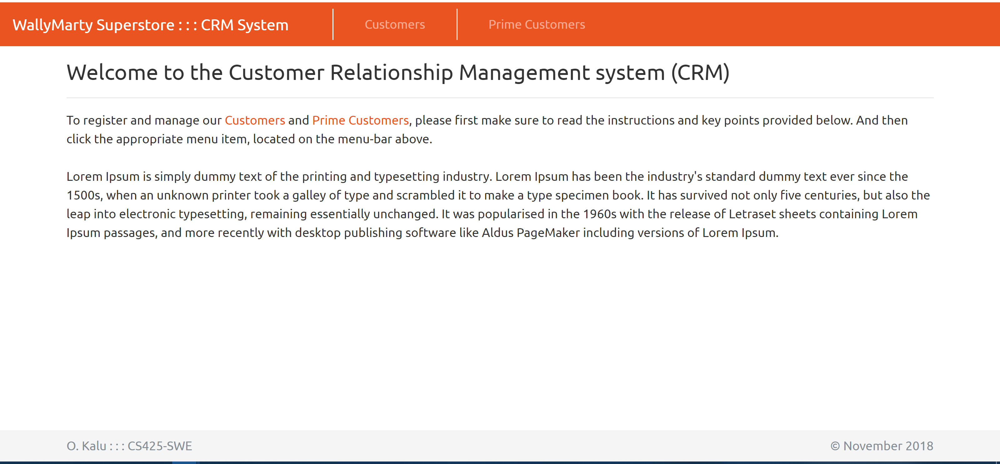 WallyMarty Superstore : : : CRM System
Customers
Prime Customers
Welcome to the Customer Relationship Management system (CRM)
To register and manage our Customers and Prime Customers, please first make sure to read the instructions and key points provided below. And then
click the appropriate menu item, located on the menu-bar above.
Lorem Ipsum is simply dummy text of the printing and typesetting industry. Lorem Ipsum has been the industry's standard dummy text ever since the
1500s, when an unknown printer took a galley of type and scrambled it to make a type specimen book. It has survived not only five centuries, but also the
leap into electronic typesetting, remaining essentially unchanged. It was popularised in the 1960s with the release of Letraset sheets containing Lorem
Ipsum passages, and more recently with desktop publishing software like Aldus PageMaker including versions of Lorem Ipsum.
O. Kalu : : : CS425-SWE
© November 2018